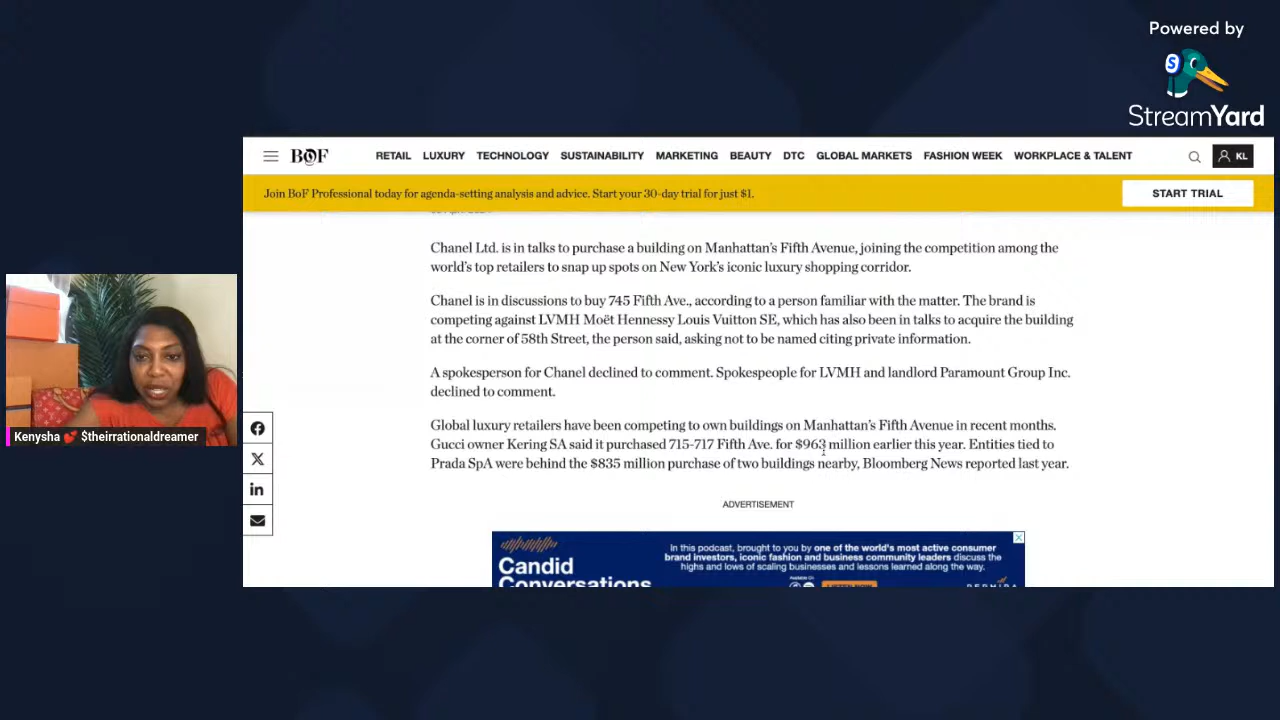 Powered by
S
StreamYard
BOF
RETAIL LUXURY TECHNOLOGY SUSTAINABILITY MARKETING BEAUTY DTC GLOBAL MARKETS FASHION WEEK WORKPLACE & TALENT
KL
Join BoF Professional today for agenda-setting analysis and advice. Start your 30-day trial for just $1.
START TRIAL
Chanel Ltd. is in talks to purchase a building on Manhattan's Fifth Avenue, joining the competition among the
world's top retailers to snap up spots on New York's iconic luxury shopping corridor.
Chanel is in discussions to buy 745 Fifth Ave., according to a person familiar with the matter. The brand is
competing against LVMH Moët Hennessy Louis Vuitton SE, which has also been in talks to acquire the building
at the corner of 58th Street, the person said, asking not to be named citing private information.
A spokesperson for Chanel declined to comment. Spokespeople for LVMH and landlord Paramount Group Inc.
declined to comment.
Global luxury retailers have been competing to own buildings on Manhattan's Fifth Avenue in recent months.
Gucci owner Kering SA said it purchased 715-717 Fifth Ave. for $963 million earlier this year. Entities tied to
Prada SpA were behind the $835 million purchase of two buildings nearby, Bloomberg News reported last year.
ADVERTISEMENT
Candid
Conversations
In this podcast, brought to you by one of the world's most active consumer
brand investors, iconic fashion and business community leaders discuss the
highs and lows of scaling businesses and lessons learned along the way.
Kenysha 💕 $theirrationaldreamer